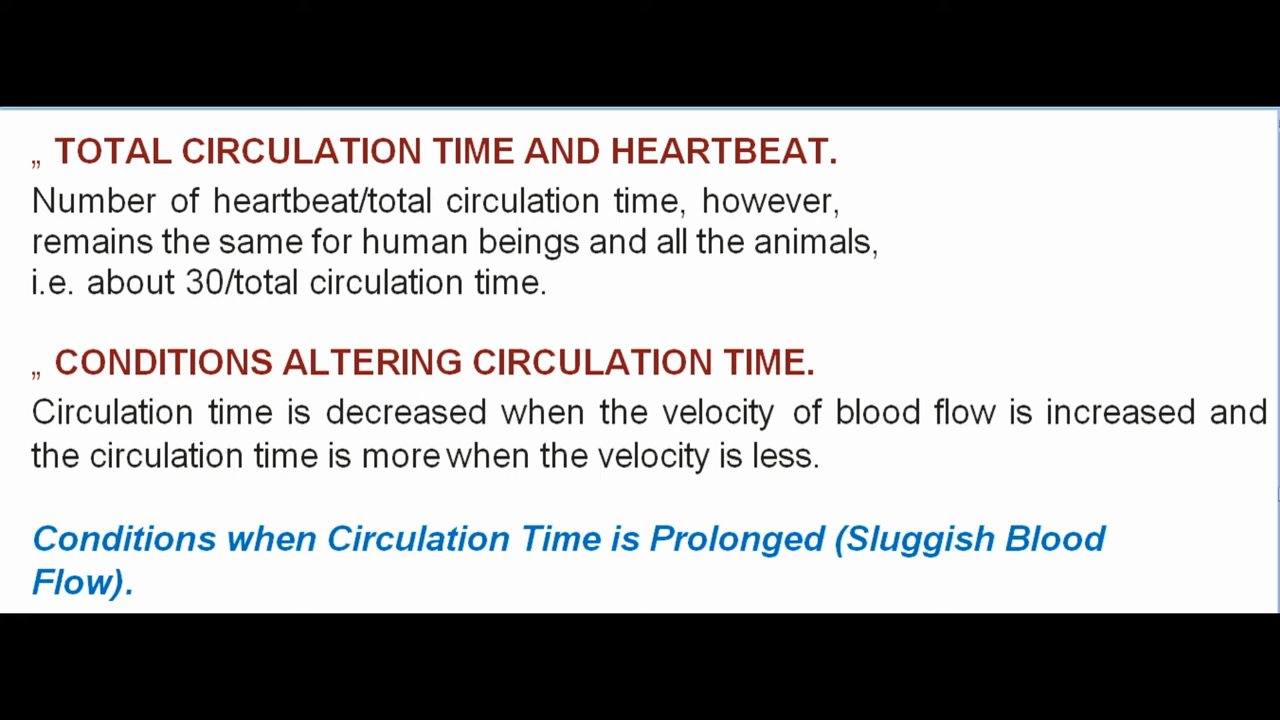 „ TOTAL CIRCULATION TIME AND HEARTBEAT.
Number of heartbeat/total circulation time, however,
remains the same for human beings and all the animals,
i.e. about 30/total circulation time.
„ CONDITIONS ALTERING CIRCULATION TIME.
Circulation time is decreased when the velocity of blood flow is increased and
the circulation time is more when the velocity is less.
Conditions when Circulation Time is Prolonged (Sluggish Blood
Flow).